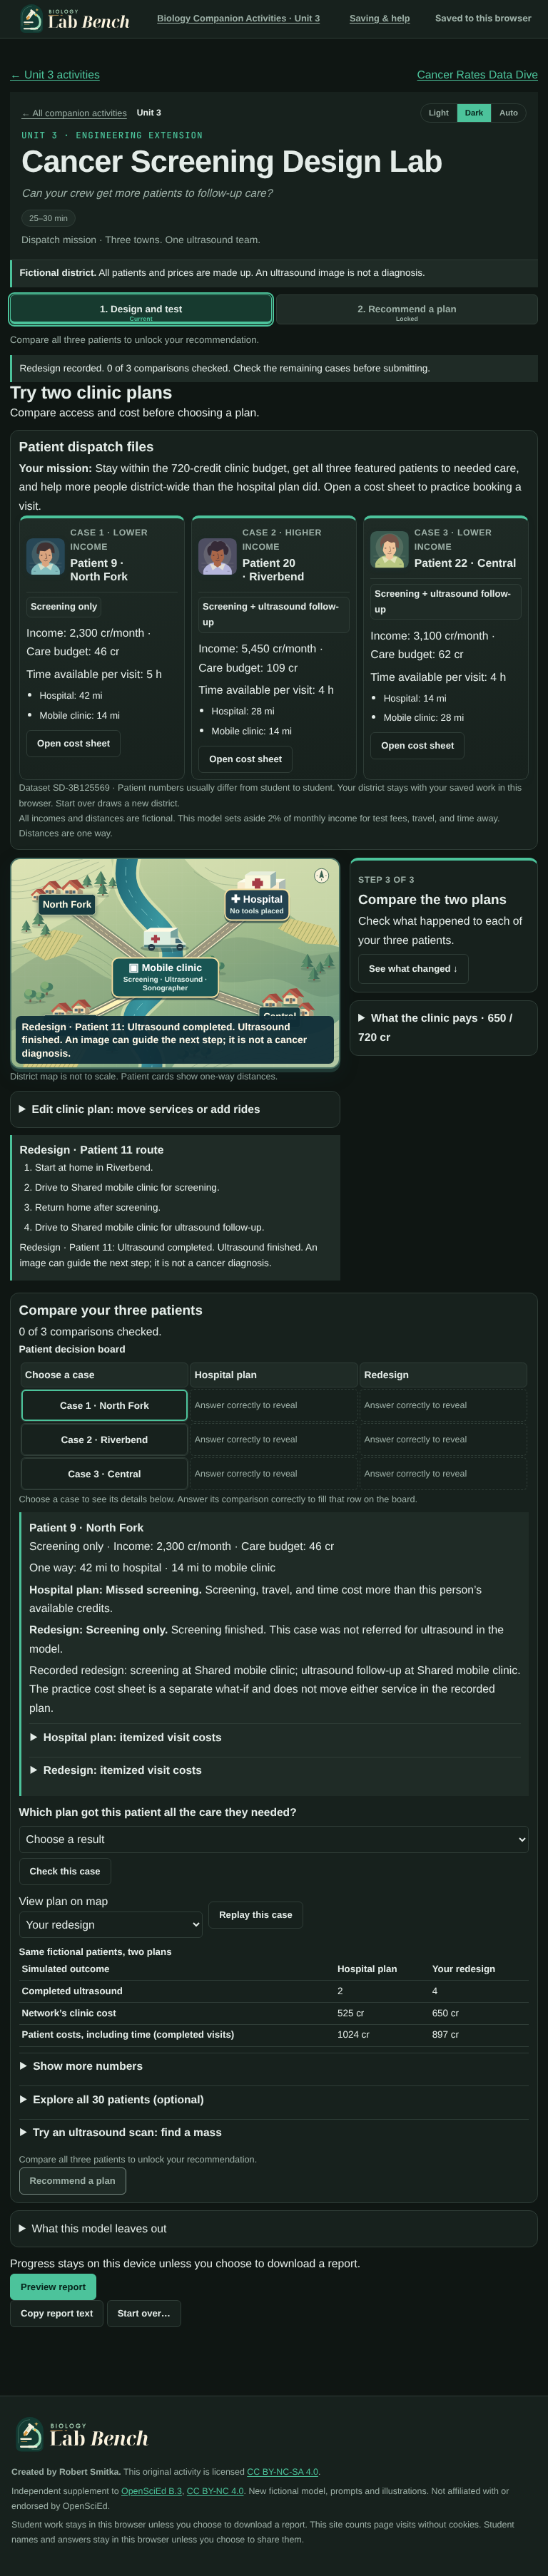 BIOLOGY
Lab Bench
Biology Companion Activities · Unit 3
Saving & help
Saved to this browser
← Unit 3 activities
Cancer Rates Data Dive
← All companion activities
Unit 3
Light
Dark
Auto
UNIT 3 · ENGINEERING EXTENSION
Cancer Screening Design Lab
Can your crew get more patients to follow-up care?
25–30 min
Dispatch mission · Three towns. One ultrasound team.
Fictional district. All patients and prices are made up. An ultrasound image is not a diagnosis.
1. Design and test
Current
2. Recommend a plan
Locked
Compare all three patients to unlock your recommendation.
Redesign recorded. 0 of 3 comparisons checked. Check the remaining cases before submitting.
Try two clinic plans
Compare access and cost before choosing a plan.
Patient dispatch files
Your mission: Stay within the 720-credit clinic budget, get all three featured patients to needed care,
and help more people district-wide than the hospital plan did. Open a cost sheet to practice booking a
visit.
CASE 1 · LOWER
INCOME
Patient 9 ·
North Fork
Screening only
Income: 2,300 cr/month ·
Care budget: 46 cr
Time available per visit: 5 h
• Hospital: 42 mi
• Mobile clinic: 14 mi
Open cost sheet
CASE 2 · HIGHER
INCOME
Patient 20
· Riverbend
Screening + ultrasound follow-
up
Income: 5,450 cr/month ·
Care budget: 109 cr
Time available per visit: 4 h
• Hospital: 28 mi
• Mobile clinic: 14 mi
Open cost sheet
CASE 3 · LOWER
INCOME
Patient 22 · Central
Screening + ultrasound follow-
up
Income: 3,100 cr/month ·
Care budget: 62 cr
Time available per visit: 4 h
• Hospital: 14 mi
• Mobile clinic: 28 mi
Open cost sheet
Dataset SD-3B125569 · Patient numbers usually differ from student to student. Your district stays with your saved work in this
browser. Start over draws a new district.
All incomes and distances are fictional. This model sets aside 2% of monthly income for test fees, travel, and time away.
Distances are one way.
North Fork
Hospital
No tools placed
Mobile clinic
Screening · Ultrasound ·
Sonographer
Central
Redesign · Patient 11: Ultrasound completed. Ultrasound
finished. An image can guide the next step; it is not a cancer
diagnosis.
District map is not to scale. Patient cards show one-way distances.
STEP 3 OF 3
Compare the two plans
Check what happened to each of
your three patients.
See what changed ↓
▶ What the clinic pays · 650 /
720 cr
▶ Edit clinic plan: move services or add rides
Redesign · Patient 11 route
1. Start at home in Riverbend.
2. Drive to Shared mobile clinic for screening.
3. Return home after screening.
4. Drive to Shared mobile clinic for ultrasound follow-up.
Redesign · Patient 11: Ultrasound completed. Ultrasound finished. An
image can guide the next step; it is not a cancer diagnosis.
Compare your three patients
0 of 3 comparisons checked.
Patient decision board
Choose a case
Hospital plan
Redesign
Case 1 · North Fork
Answer correctly to reveal
Answer correctly to reveal
Case 2 · Riverbend
Answer correctly to reveal
Answer correctly to reveal
Case 3 · Central
Answer correctly to reveal
Answer correctly to reveal
Choose a case to see its details below. Answer its comparison correctly to fill that row on the board.
Patient 9 · North Fork
Screening only · Income: 2,300 cr/month · Care budget: 46 cr
One way: 42 mi to hospital · 14 mi to mobile clinic
Hospital plan: Missed screening. Screening, travel, and time cost more than this person's
available credits.
Redesign: Screening only. Screening finished. This case was not referred for ultrasound in the
model.
Recorded redesign: screening at Shared mobile clinic; ultrasound follow-up at Shared mobile clinic.
The practice cost sheet is a separate what-if and does not move either service in the recorded
plan.
▶ Hospital plan: itemized visit costs
▶ Redesign: itemized visit costs
Which plan got this patient all the care they needed?
Choose a result
Check this case
View plan on map
Your redesign
Replay this case
Same fictional patients, two plans
Simulated outcome
Hospital plan
Your redesign
Completed ultrasound
2
4
Network's clinic cost
525 cr
650 cr
Patient costs, including time (completed visits)
1024 cr
897 cr
▶ Show more numbers
▶ Explore all 30 patients (optional)
▶ Try an ultrasound scan: find a mass
Compare all three patients to unlock your recommendation.
Recommend a plan
▶ What this model leaves out
Progress stays on this device unless you choose to download a report.
Preview report
Copy report text
Start over…
BIOLOGY
Lab Bench
Created by Robert Smitka. This original activity is licensed CC BY-NC-SA 4.0.
Independent supplement to OpenSciEd B.3, CC BY-NC 4.0. New fictional model, prompts and illustrations. Not affiliated with or
endorsed by OpenSciEd.
Student work stays in this browser unless you choose to download a report. This site counts page visits without cookies. Student
names and answers stay in this browser unless you choose to share them.